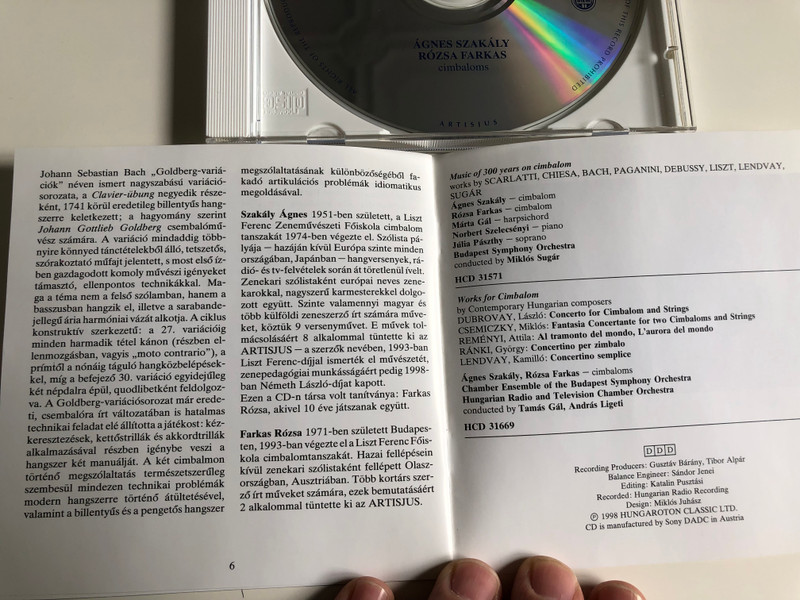 ÁGNES SZAKÁLY
RÓZSA FARKAS
cimbaloms
ARTISJUS
OF THIS RECORD PROHIBITED
Johann Sebastian Bach „Goldberg-variá-
ciók” néven ismert nagyszabású variáció-
sorozata, a Clavier-übung negyedik része-
ként, 1741 körül eredetileg billentyűs hang-
szerre keletkezett; a hagyomány szerint
Johann Gottlieb Goldberg csembalómű-
vész számára. A variáció mindaddig több-
nyire könnyed tánctételekből álló, tetszetős,
szórakoztató műfajt jelentett, s most első íz-
ben gazdagodott komoly művészi igényeket
támasztó, ellenpontos technikákkal. Ma-
ga a téma nem a felső szólamban, hanem a
basszusban hangzik el, illetve a sarabande-
jellegű ária harmóniai vázát alkotja. A ciklus
konstruktív szerkezetű: a 27. variációig
minden harmadik tétel kánon (részben el-
lenmozgásban, vagyis „moto contrario”), a
prímtől a nónáig táguló hangközbelépések-
kel, míg a befejező 30. variáció egyidejűleg
két népdalra épül, quodlibetként feldolgoz-
va. A Goldberg-variációsorozat már erede-
ti, csembalóra írt változatában is hatalmas
technikai feladat elé állította a játékost: kéz-
keresztezések, kettőstrillák és akkordtrillák
alkalmazásával részben igénybe veszi a
hangszer két manuálját. A két cimbalmon
történő megszólaltatás természetszerűleg
szembesül mindezen technikai problémák
modern hangszerre történő átültetésével,
valamint a billentyűs és a pengetős hangszer
megszólaltatásának különbözőségéből fa-
kadó artikulációs problémák idiomatikus
megoldásával.
Szakály Ágnes 1951-ben született, a Liszt
Ferenc Zeneművészeti Főiskola cimbalom
tanszakát 1974-ben végezte el. Szólista pá-
lyája – hazáján kívül Európa szinte minden
országában, Japánban – hangversenyek, rá-
dió- és tv-felvételek során át töretlenül ível.
Zenekari szólistaként európai neves zene-
karokkal, nagyszerű karmesterekkel dolgo-
zott együtt. Szinte valamennyi magyar és
több külföldi zeneszerző írt számára műve-
ket, köztük 9 versenyművet. E művek tol-
mácsolásáért 8 alkalommal tüntette ki az
ARTISJUS – a szerzők nevében, 1993-ban
Liszt Ferenc-díjjal ismerték el művészetét,
zenepedagógiai munkásságáért pedig 1998-
ban Németh László-díjat kapott.
Ezen a CD-n társa volt tanítványa: Farkas
Rózsa, akivel 10 éve játszanak együtt.
Farkas Rózsa 1971-ben született Budapes-
ten, 1993-ban végezte el a Liszt Ferenc Főis-
kola cimbalomtanszakát. Hazai fellépésein
kívül zenekari szólistaként fellépett Olasz-
országban, Ausztriában. Több kortárs szer-
ző írt műveket számára, ezek bemutatásáért
2 alkalommal tüntette ki az ARTISJUS.
6
Music of 300 years on cimbalom
works by SCARLATTI, CHIESA, BACH, PAGANINI, DEBUSSY, LISZT, LENDVAY,
SUGÁR
Ágnes Szakály – cimbalom
Rózsa Farkas – cimbalom
Márta Gál – harpsichord
Norbert Szelecsényi – piano
Júlia Pászthy – soprano
Budapest Symphony Orchestra
conducted by Miklós Sugár
HCD 31571
Works for Cimbalom
by Contemporary Hungarian composers
DUBROVAY, László: Concerto for Cimbalom and Strings
CSEMICZKY, Miklós: Fantasia Concertante for two Cimbaloms and Strings
REMÉNYI, Attila: Al tramonto del mondo, L'aurora del mondo
RÁNKI, György: Concertino per zimbalo
LENDVAY, Kamilló: Concertino semplice
Ágnes Szakály, Rózsa Farkas – cimbaloms
Chamber Ensemble of the Budapest Symphony Orchestra
Hungarian Radio and Television Chamber Orchestra
conducted by Tamás Gál, András Ligeti
HCD 31669
DDD
Recording Producers: Gusztáv Bárány, Tibor Alpár
Balance Engineer: Sándor Jenei
Editing: Katalin Pusztási
Recorded: Hungarian Radio Recording
Design: Miklós Juhász
℗ 1998 HUNGAROTON CLASSIC LTD.
CD is manufactured by Sony DADC in Austria